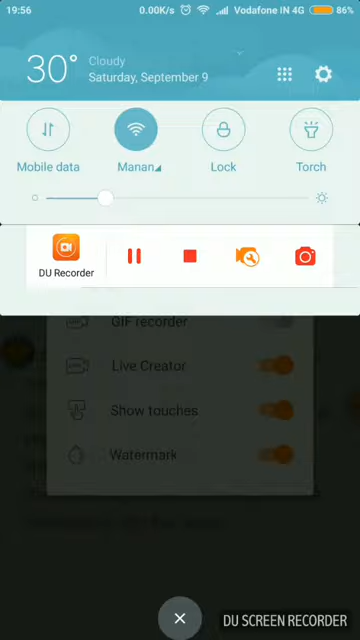 19:56 0.00K/s Vodafone IN 4G 86%
30° Cloudy
Saturday, September 9
Mobile data Manan Lock Torch
DU Recorder
GIF recorder
Live Creator
Show touches
Watermark
DU SCREEN RECORDER